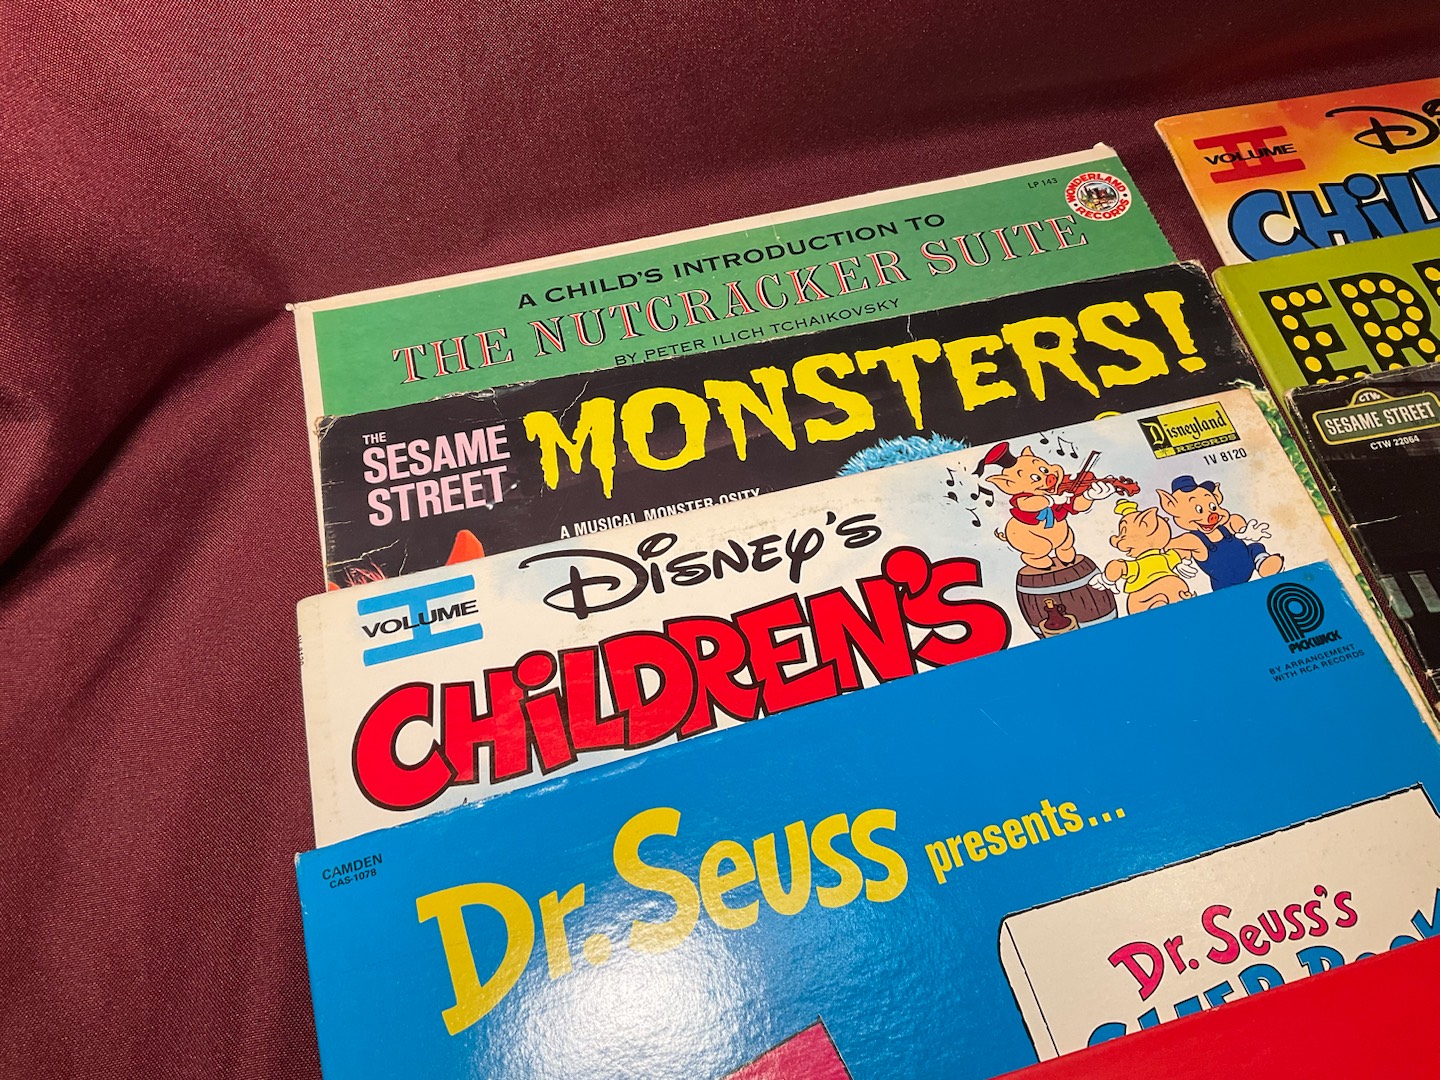 LP 143
WONDERLAND
RECORDS
A CHILD'S INTRODUCTION TO
THE NUTCRACKER SUITE
BY PETER ILICH TCHAIKOVSKY
THE
SESAME
STREET
MONSTERS!
A MUSICAL MONSTER-OSITY
Disneyland
RECORDS
1V 8120
VOLUME I
DISNEY'S
CHILDREN'S
PICKWICK
BY ARRANGEMENT
WITH RCA RECORDS
CAMDEN
CAS-1078
Dr. Seuss presents...
Dr. Seuss's
VOLUME II
CTW
SESAME STREET
CTW 22064